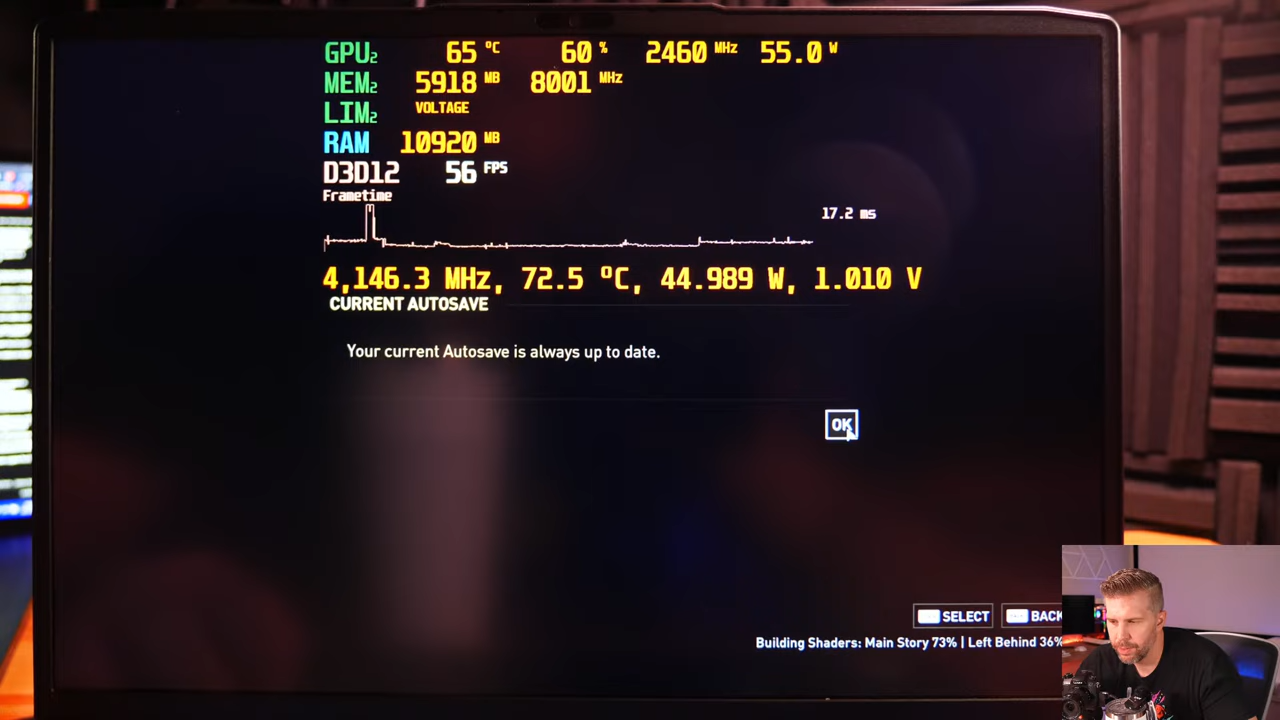 GPU2 65 °C 60 % 2460 MHz 55.0 W
MEM2 5918 MB 8001 MHz
LIM2 VOLTAGE
RAM 10920 MB
D3D12 56 FPS
Frametime
17.2 ms
4,146.3 MHz, 72.5 °C, 44.989 W, 1.010 V
CURRENT AUTOSAVE
Your current Autosave is always up to date.
OK
SELECT BACK
Building Shaders: Main Story 73% | Left Behind 36%